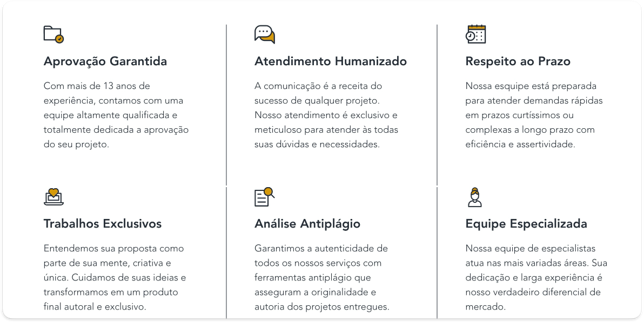 Aprovação Garantida
Com mais de 13 anos de
experiência, contamos com uma
equipe altamente qualificada e
totalmente dedicada a aprovação
do seu projeto.
Atendimento Humanizado
A comunicação é a receita do
sucesso de qualquer projeto.
Nosso atendimento é exclusivo e
meticuloso para atender às todas
suas dúvidas e necessidades.
Respeito ao Prazo
Nossa esquipe está preparada
para atender demandas rápidas
em prazos curtíssimos ou
complexas a longo prazo com
eficiência e assertividade.
Trabalhos Exclusivos
Entendemos sua proposta como
parte de sua mente, criativa e
única. Cuidamos de suas ideias e
transformamos em um produto
final autoral e exclusivo.
Análise Antiplágio
Garantimos a autenticidade de
todos os nossos serviços com
ferramentas antiplágio que
asseguram a originalidade e
autoria dos projetos entregues.
Equipe Especializada
Nossa equipe de especialistas
atua nas mais variadas áreas. Sua
dedicação e larga experiência é
nosso verdadeiro diferencial de
mercado.